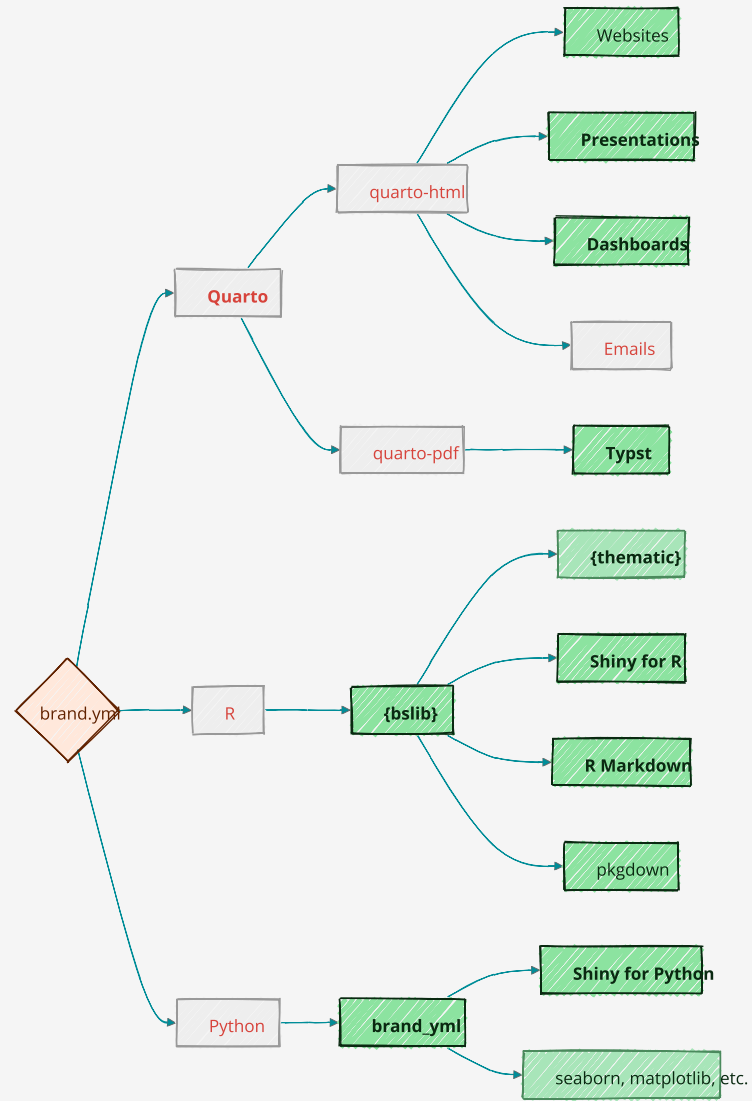 Websites
Presentations
quarto-html
Dashboards
Quarto
Emails
quarto-pdf
Typst
{thematic}
Shiny for R
brand.yml
R
{bslib}
R Markdown
pkgdown
Shiny for Python
Python
brand_yml
seaborn, matplotlib, etc.